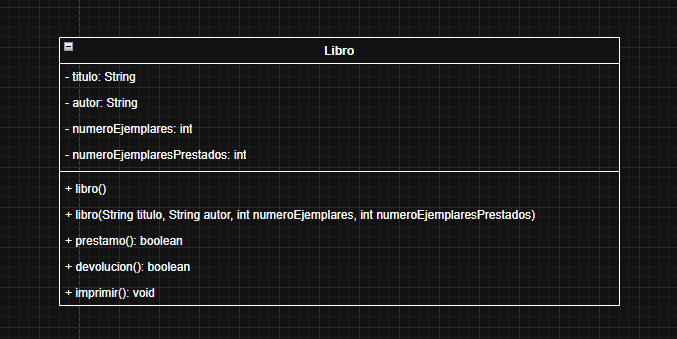 Libro
- titulo: String
- autor: String
- numeroEjemplares: int
- numeroEjemplaresPrestados: int
+ libro()
+ libro(String titulo, String autor, int numeroEjemplares, int numeroEjemplaresPrestados)
+ prestamo(): boolean
+ devolucion(): boolean
+ imprimir(): void